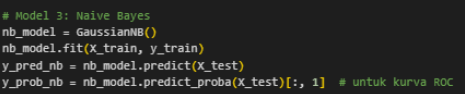 # Model 3: Naive Bayes
nb_model = GaussianNB()
nb_model.fit(X_train, y_train)
y_pred_nb = nb_model.predict(X_test)
y_prob_nb = nb_model.predict_proba(X_test)[:, 1]  # untuk kurva ROC